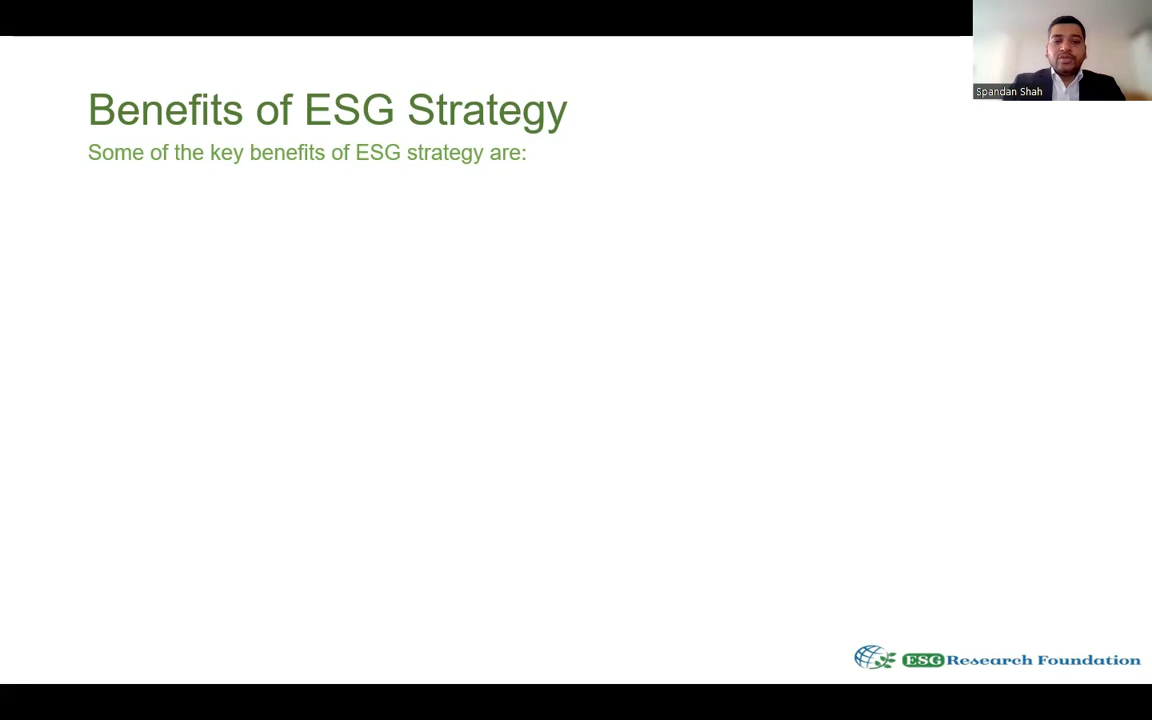 Spandan Shah
Benefits of ESG Strategy
Some of the key benefits of ESG strategy are:
ESG Research Foundation